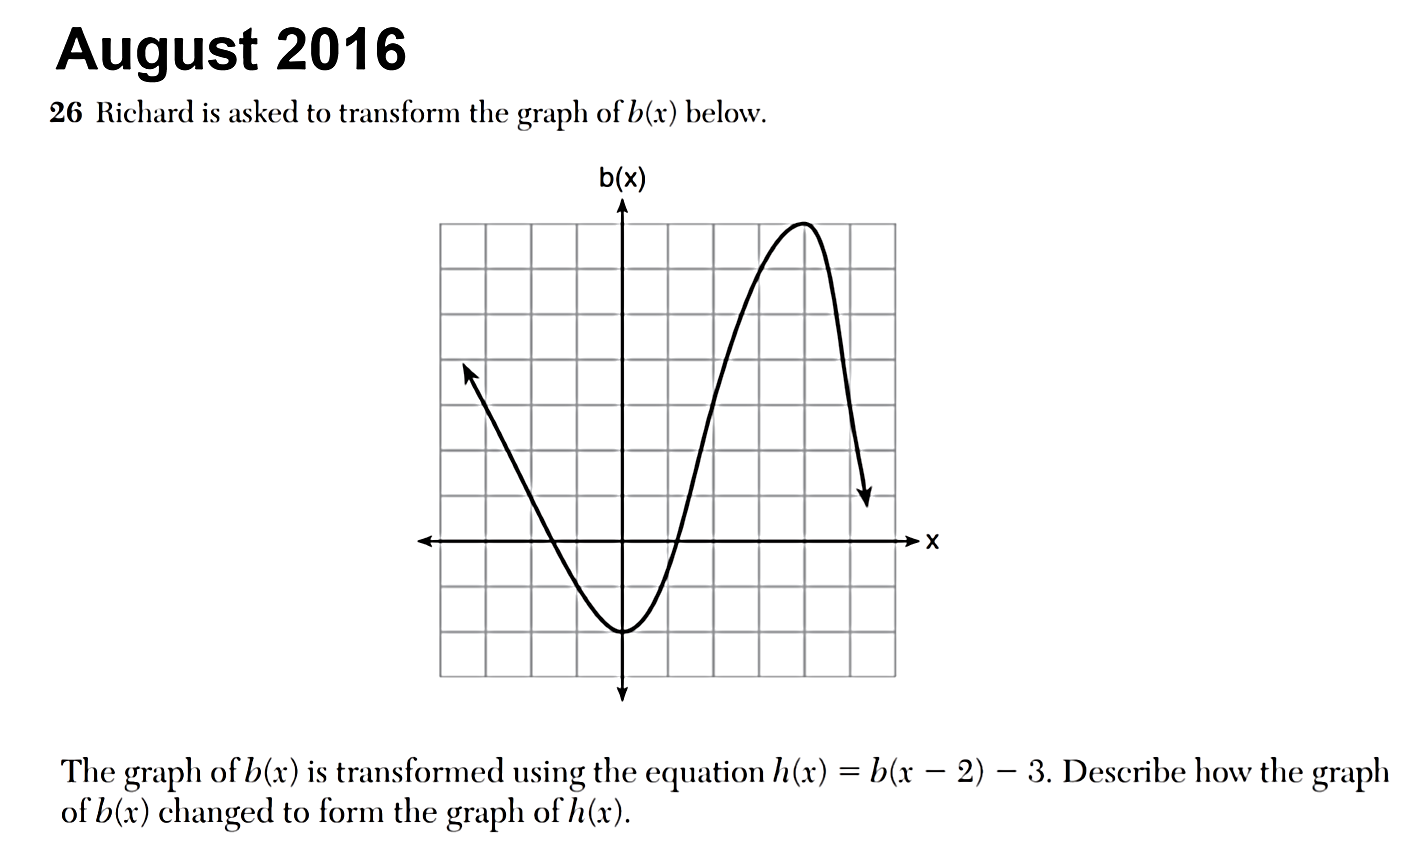 August 2016
26 Richard is asked to transform the graph of b(x) below.
b(x)
x
The graph of b(x) is transformed using the equation h(x) = b(x − 2) − 3. Describe how the graph
of b(x) changed to form the graph of h(x).